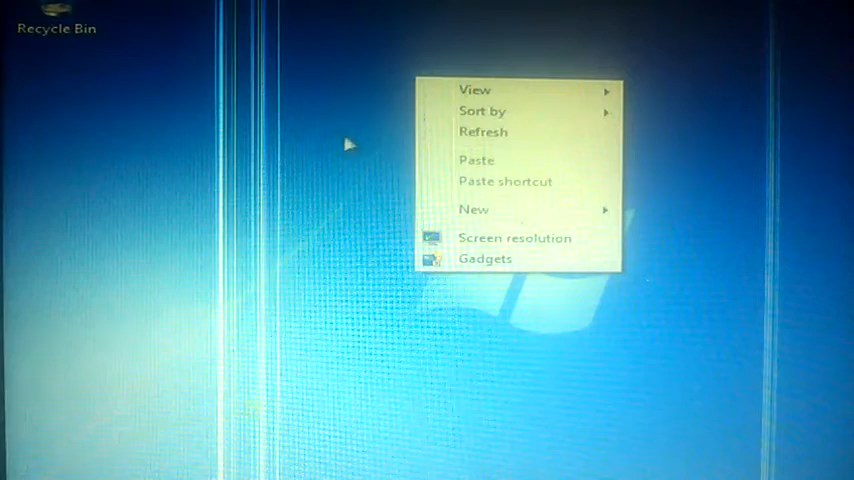 Recycle Bin
View
Sort by
Refresh
Paste
Paste shortcut
New
Screen resolution
Gadgets